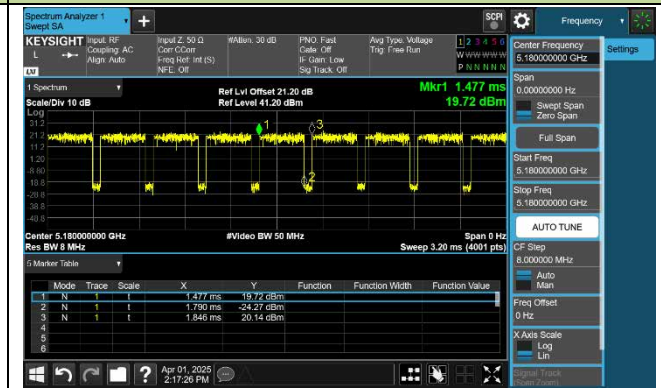 Spectrum Analyzer 1
Swept SA
+
SCPI
Frequency
KEYSIGHT
L
LXI
Input: RF
Coupling: AC
Align: Auto
Input Z: 50 Ω
Corr CCorr
Freq Ref: Int (S)
NFE: Off
#Atten: 30 dB
PNO: Fast
Gate: Off
IF Gain: Low
Sig Track: Off
Avg Type: Voltage
Trig: Free Run
1 2 3 4 5 6
W W W W W W
P N N N N N
1 Spectrum
Scale/Div 10 dB
Log
Ref Lvl Offset 21.20 dB
Ref Level 41.20 dBm
Mkr1 1.477 ms
19.72 dBm
31.2
21.2
11.2
1.20
-8.80
-18.8
-28.8
-38.8
-48.8
1
3
2
Center 5.180000000 GHz
Res BW 8 MHz
#Video BW 50 MHz
Span 0 Hz
Sweep 3.20 ms (4001 pts)
5 Marker Table
Mode Trace Scale X Y Function Function Width Function Value
1 N 1 t 1.477 ms 19.72 dBm
2 N 1 t 1.790 ms -24.27 dBm
3 N 1 t 1.846 ms 20.14 dBm
4
5
6
Apr 01, 2025
2:17:26 PM
?
Center Frequency
5.180000000 GHz
Settings
Span
0.00000000 Hz
Swept Span
Zero Span
Full Span
Start Freq
5.180000000 GHz
Stop Freq
5.180000000 GHz
AUTO TUNE
CF Step
8.000000 MHz
Auto
Man
Freq Offset
0 Hz
X Axis Scale
Log
Lin
Signal Track
(Span Zoom)